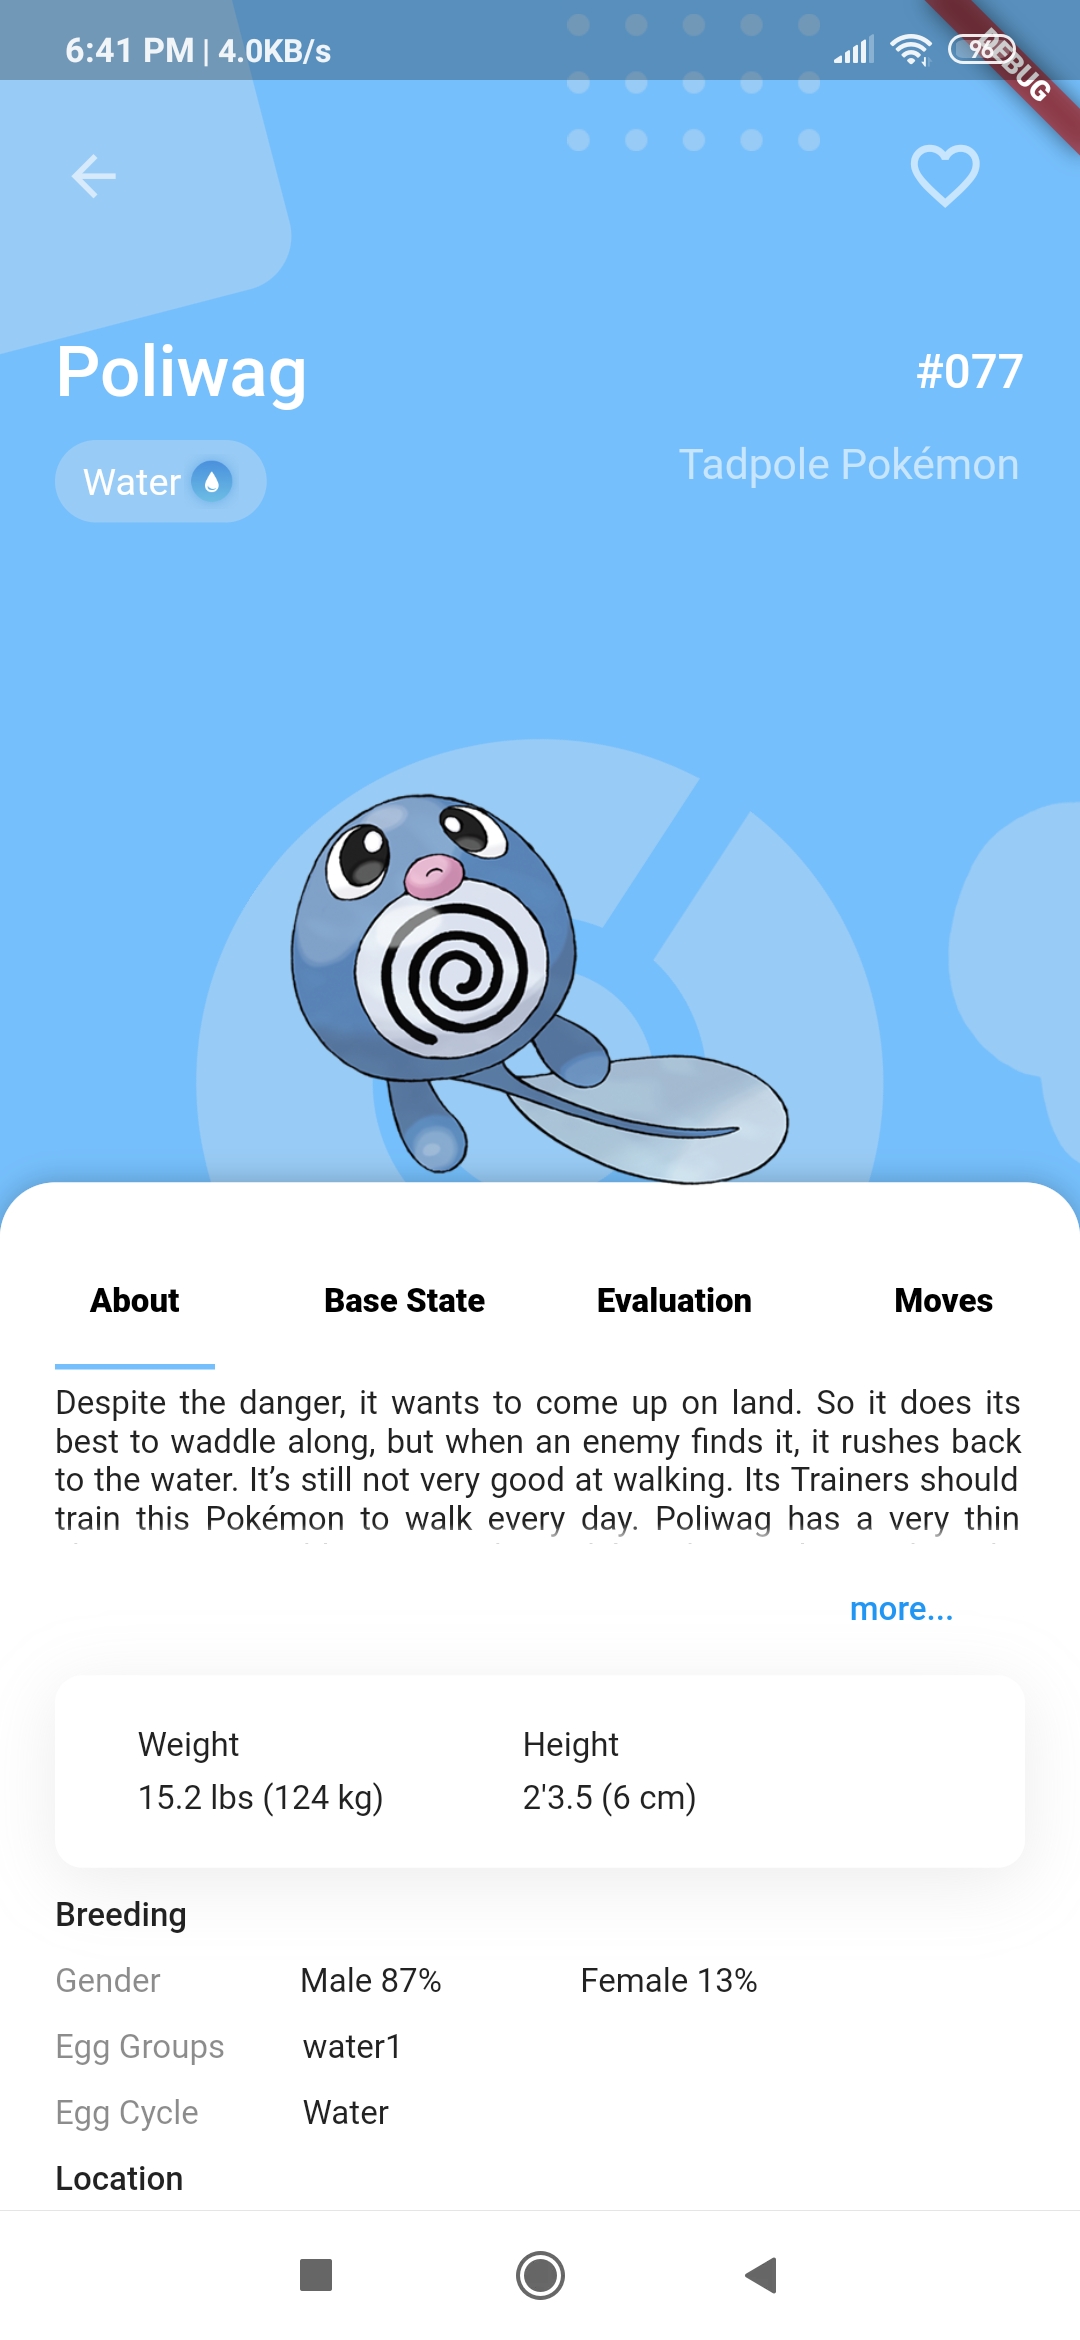 6:41 PM | 4.0KB/s
96
DEBUG
Poliwag
#077
Water
Tadpole Pokémon
About
Base State
Evaluation
Moves
Despite the danger, it wants to come up on land. So it does its
best to waddle along, but when an enemy finds it, it rushes back
to the water. It’s still not very good at walking. Its Trainers should
train this Pokémon to walk every day. Poliwag has a very thin
more...
Weight
Height
15.2 lbs (124 kg)
2'3.5 (6 cm)
Breeding
Gender
Male 87%
Female 13%
Egg Groups
water1
Egg Cycle
Water
Location